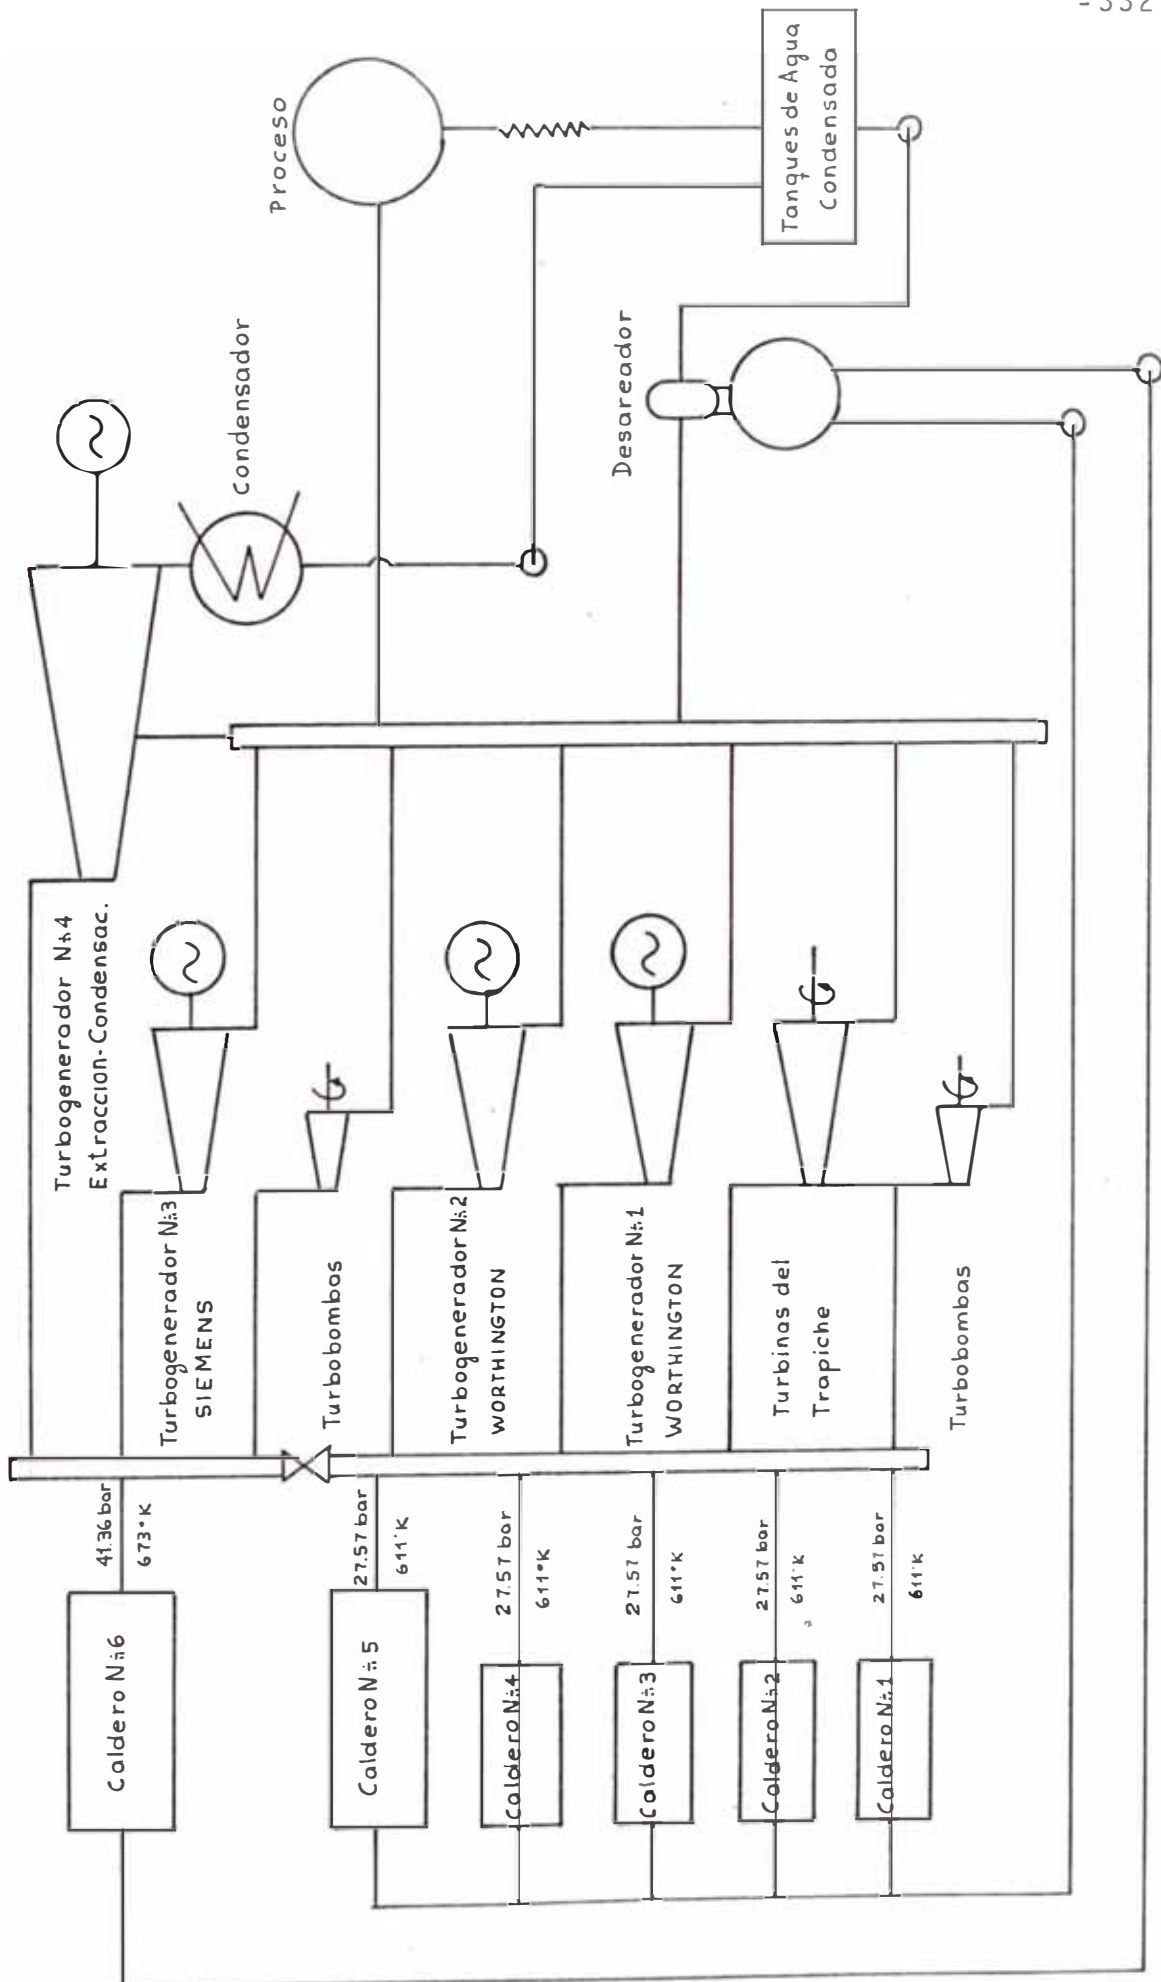 -332
Proceso
Tanques de Agua
Condensada
Condensador
Desareador
Turbogenerador N:4
Extraccion-Condensac.
Turbogenerador N:3
SIEMENS
Turbobombas
Turbogenerador N:2
WORTHINGTON
Turbogenerador N:1
WORTHINGTON
Turbinas del
Trapiche
Turbobombas
41.36 bar
673°K
27.57 bar
611°K
27.57 bar
611°K
27.57 bar
611°K
27.57 bar
611°K
27.57 bar
611°K
Caldero N:6
Caldero N:5
Caldero N:4
Caldero N:3
Caldero N:2
Caldero N:1